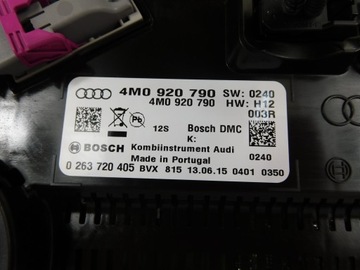 4M0 920 790 SW: 0240
4M0 920 790 HW: H12
003R
12S Bosch DMC
K:
BOSCH Kombiinstrument Audi
Made in Portugal 0240
0 263 720 405 BVX 815 13.06.15 0401 0350